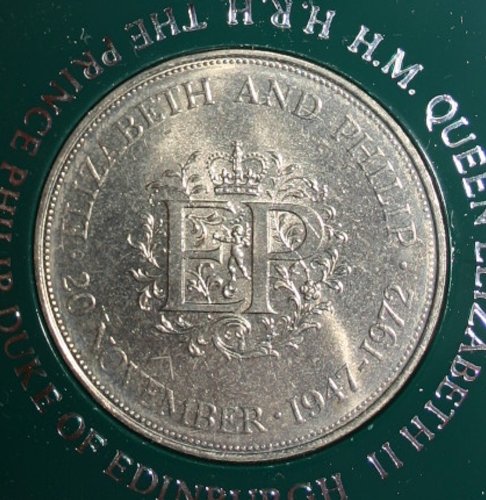 H.M. QUEEN ELIZABETH II
H.R.H THE PRINCE PHILIP DUKE OF EDINBURGH
ELIZABETH AND PHILIP
EP
· 20 NOVEMBER · 1947-1972 ·